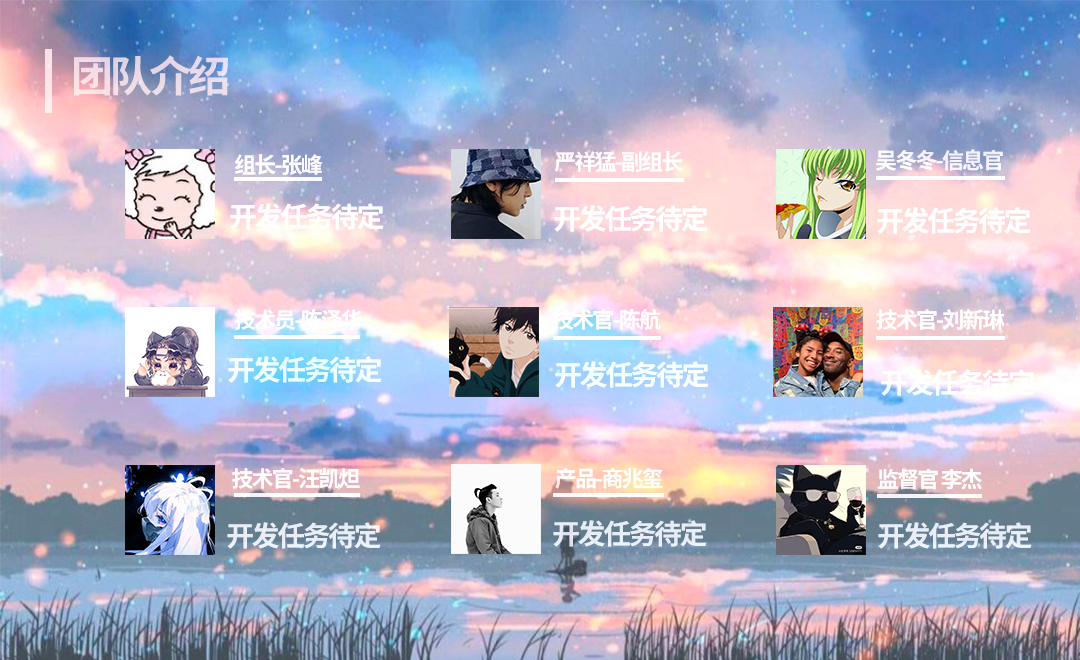 团队介绍
组长-张峰
开发任务待定
严祥猛-副组长
开发任务待定
吴冬冬-信息官
开发任务待定
技术员-陈泽华
开发任务待定
技术官-陈航
开发任务待定
技术官-刘新琳
开发任务待定
技术官-汪凯炟
开发任务待定
产品-商兆玺
开发任务待定
监督官 李杰
开发任务待定